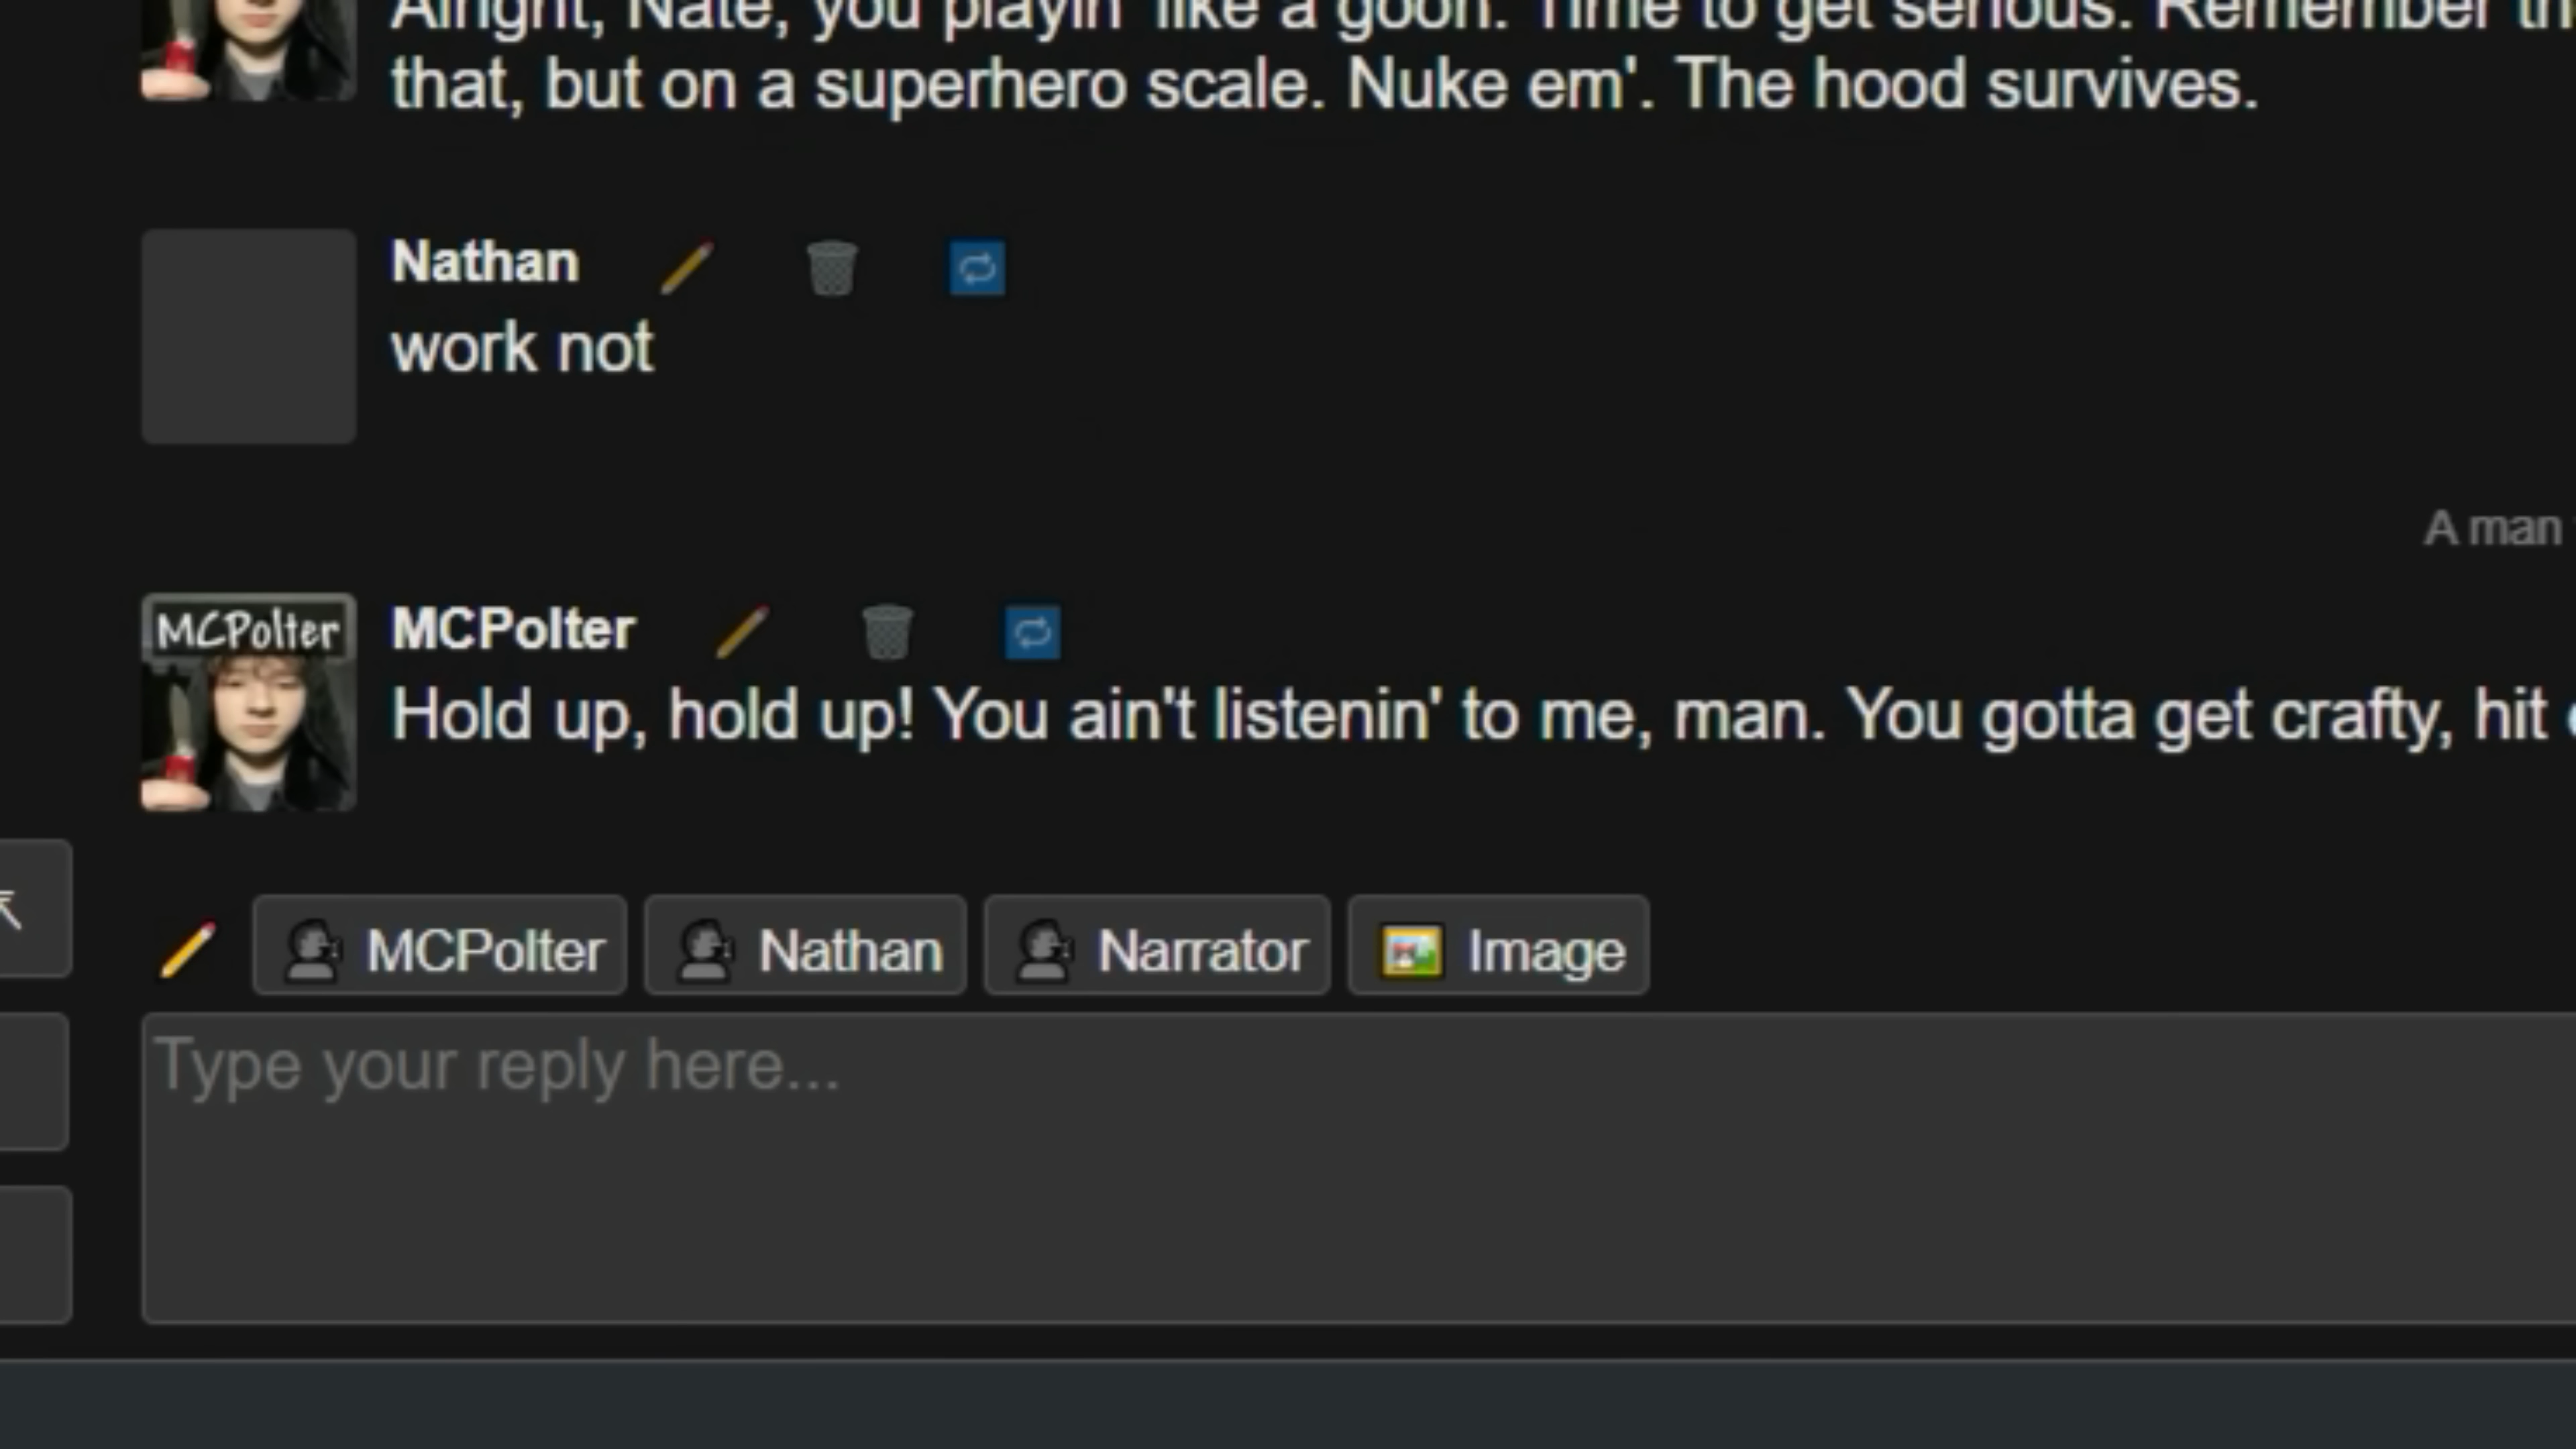 Alright, Nate, you playin' like a goon. Time to get serious. Remember
that, but on a superhero scale. Nuke em'. The hood survives.
Nathan
work not
A man
MCPolter
MCPolter
Hold up, hold up! You ain't listenin' to me, man. You gotta get crafty, hit
MCPolter
Nathan
Narrator
Image
Type your reply here...